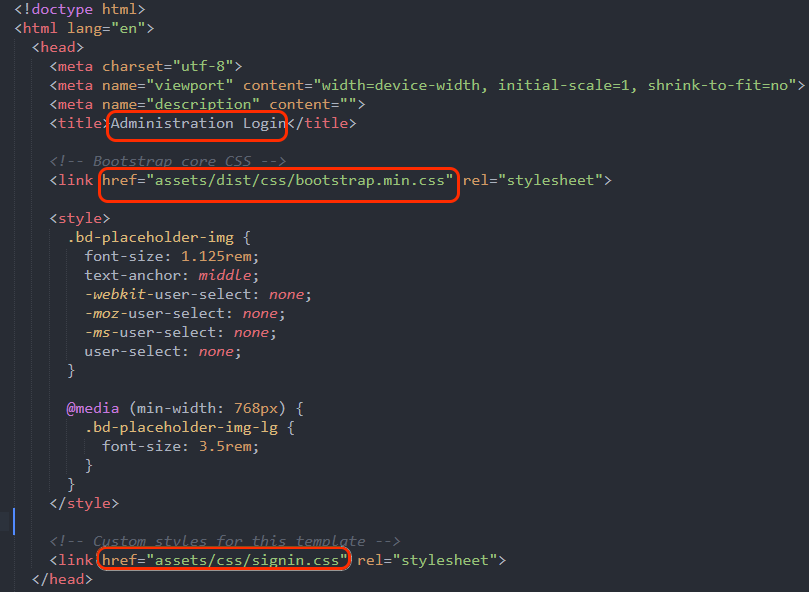 <!doctype html>
<html lang="en">
<head>
<meta charset="utf-8">
<meta name="viewport" content="width=device-width, initial-scale=1, shrink-to-fit=no">
<meta name="description" content="">
<title>Administration Login</title>
<!-- Bootstrap core CSS -->
<link href="assets/dist/css/bootstrap.min.css" rel="stylesheet">
<style>
.bd-placeholder-img {
font-size: 1.125rem;
text-anchor: middle;
-webkit-user-select: none;
-moz-user-select: none;
-ms-user-select: none;
user-select: none;
}
@media (min-width: 768px) {
.bd-placeholder-img-lg {
font-size: 3.5rem;
}
}
</style>
<!-- Custom styles for this template -->
<link href="assets/css/signin.css" rel="stylesheet">
</head>